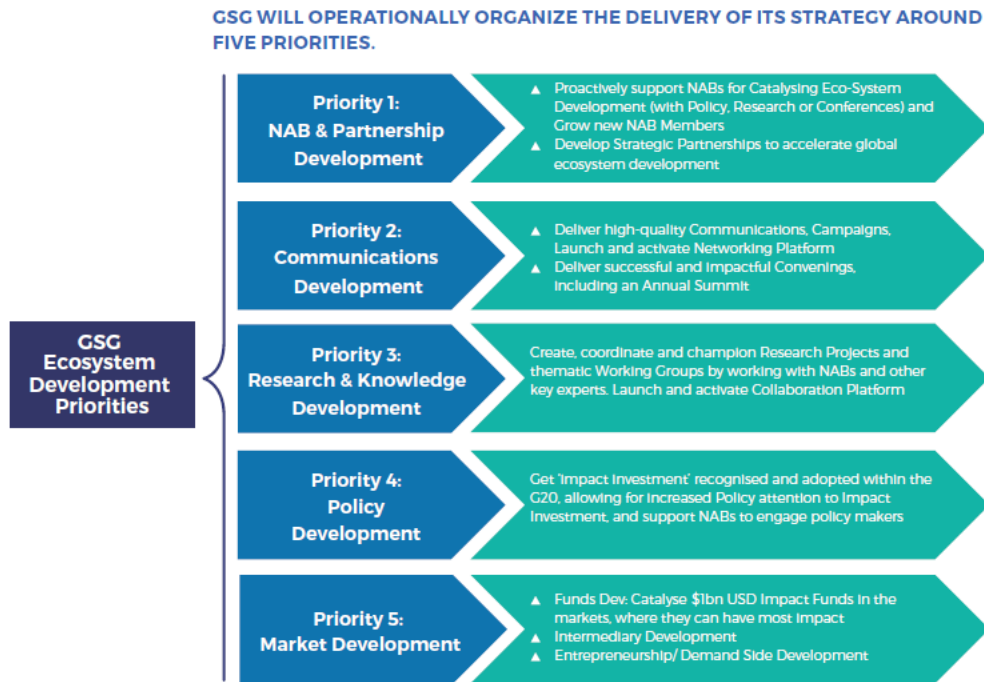 GSG WILL OPERATIONALLY ORGANIZE THE DELIVERY OF ITS STRATEGY AROUND
FIVE PRIORITIES.
GSG
Ecosystem
Development
Priorities
Priority 1:
NAB & Partnership
Development
▲ Proactively support NABs for Catalysing Eco-System
Development (with Policy, Research or Conferences) and
Grow new NAB Members
▲ Develop Strategic Partnerships to accelerate global
ecosystem development
Priority 2:
Communications
Development
▲ Deliver high-quality Communications, Campaigns,
Launch and activate Networking Platform
▲ Deliver successful and impactful Convenings,
including an Annual Summit
Priority 3:
Research & Knowledge
Development
Create, coordinate and champion Research Projects and
thematic Working Groups by working with NABs and other
key experts. Launch and activate Collaboration Platform
Priority 4:
Policy
Development
Get 'Impact Investment' recognised and adopted within the
G20, allowing for increased Policy attention to Impact
Investment, and support NABs to engage policy makers
Priority 5:
Market Development
▲ Funds Dev: Catalyse $1bn USD Impact Funds in the
markets, where they can have most impact
▲ Intermediary Development
▲ Entrepreneurship/ Demand Side Development